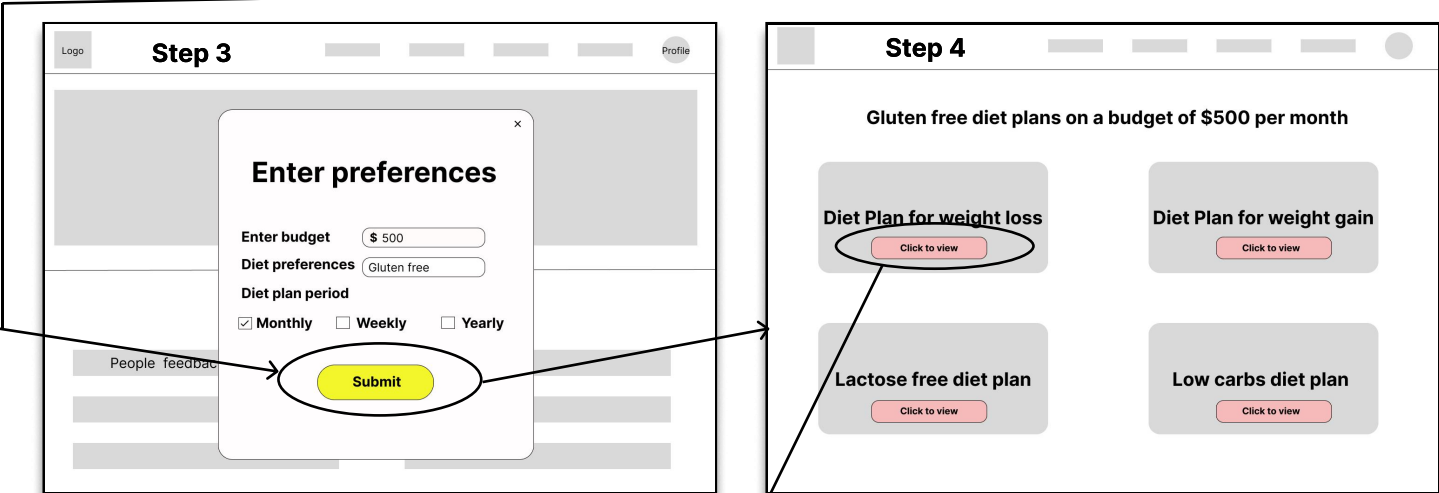 Logo
Step 3
Profile
×
Enter preferences
Enter budget $ 500
Diet preferences Gluten free
Diet plan period
Monthly Weekly Yearly
People feedbac
Submit
Step 4
Gluten free diet plans on a budget of $500 per month
Diet Plan for weight loss
Click to view
Diet Plan for weight gain
Click to view
Lactose free diet plan
Click to view
Low carbs diet plan
Click to view